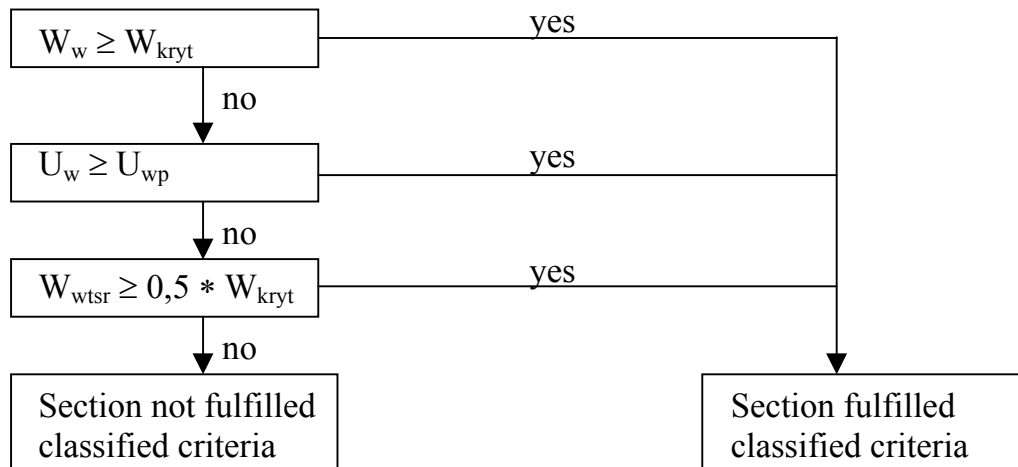 W_w ≥ W_kryt
yes
no
U_w ≥ U_wp
yes
no
W_wtsr ≥ 0,5 * W_kryt
yes
no
Section not fulfilled
classified criteria
Section fulfilled
classified criteria